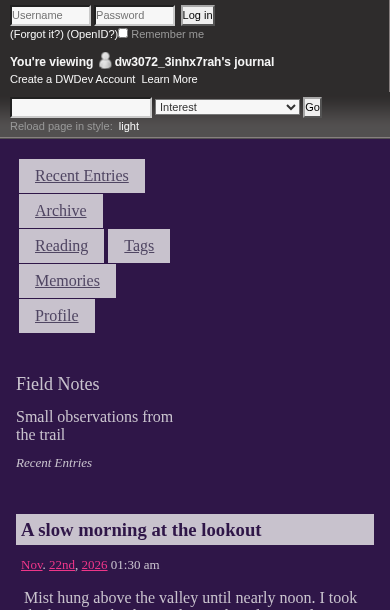 Username Password Log in
(Forgot it?) (OpenID?) Remember me
You're viewing dw3072_3inhx7rah's journal
Create a DWDev Account Learn More
Interest Go
Reload page in style: light
Recent Entries
Archive
Reading Tags
Memories
Profile
Field Notes
Small observations from
the trail
Recent Entries
A slow morning at the lookout
Nov. 22nd, 2026 01:30 am
Mist hung above the valley until nearly noon. I took